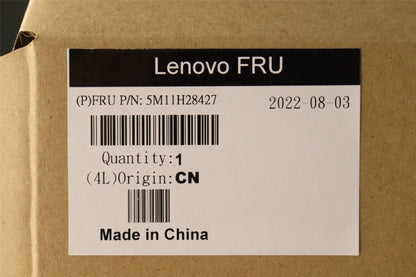 Lenovo FRU
(P)FRU P/N: 5M11H28427
2022-08-03
Quantity:1
(4L)Origin:CN
Made in China